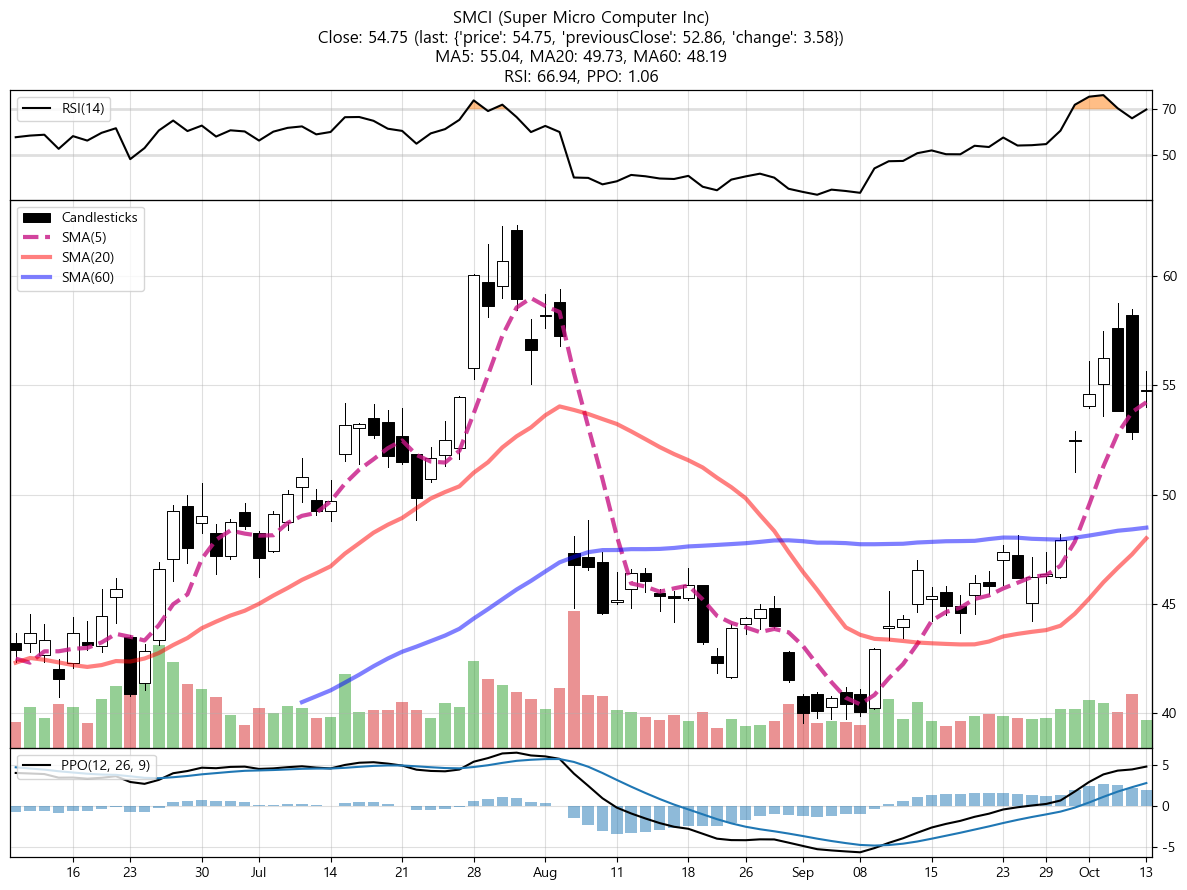 SMCI (Super Micro Computer Inc)
Close: 54.75 (last: {'price': 54.75, 'previousClose': 52.86, 'change': 3.58})
MA5: 55.04, MA20: 49.73, MA60: 48.19
RSI: 66.94, PPO: 1.06
RSI(14)
70
50
Candlesticks
SMA(5)
SMA(20)
SMA(60)
60
55
50
45
40
PPO(12, 26, 9)
5
0
-5
16 23 30 Jul 14 21 28 Aug 11 18 26 Sep 08 15 23 29 Oct 13